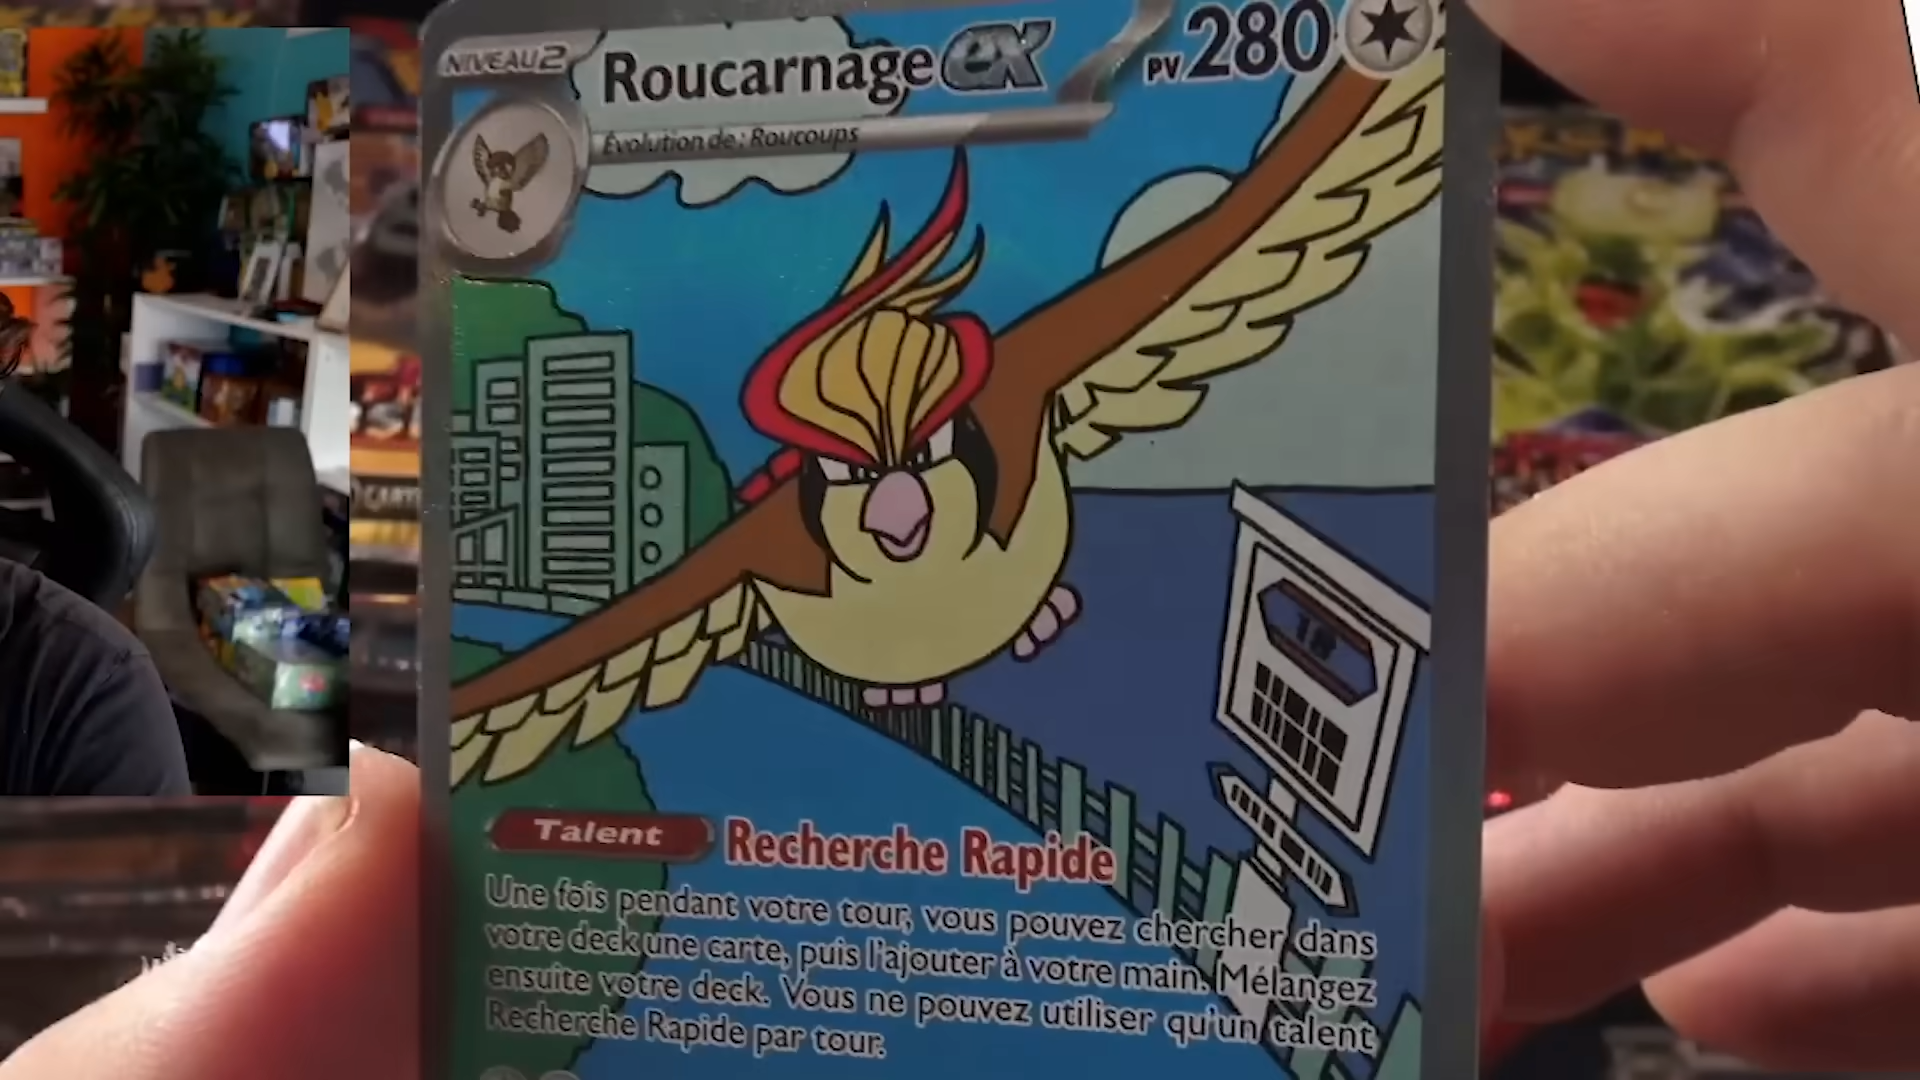 NIVEAU2
Roucarnage ex
PV 280
Évolution de : Roucoups
Talent Recherche Rapide
Une fois pendant votre tour, vous pouvez chercher dans
votre deck une carte, puis l'ajouter à votre main. Mélangez
ensuite votre deck. Vous ne pouvez utiliser qu'un talent
Recherche Rapide par tour.